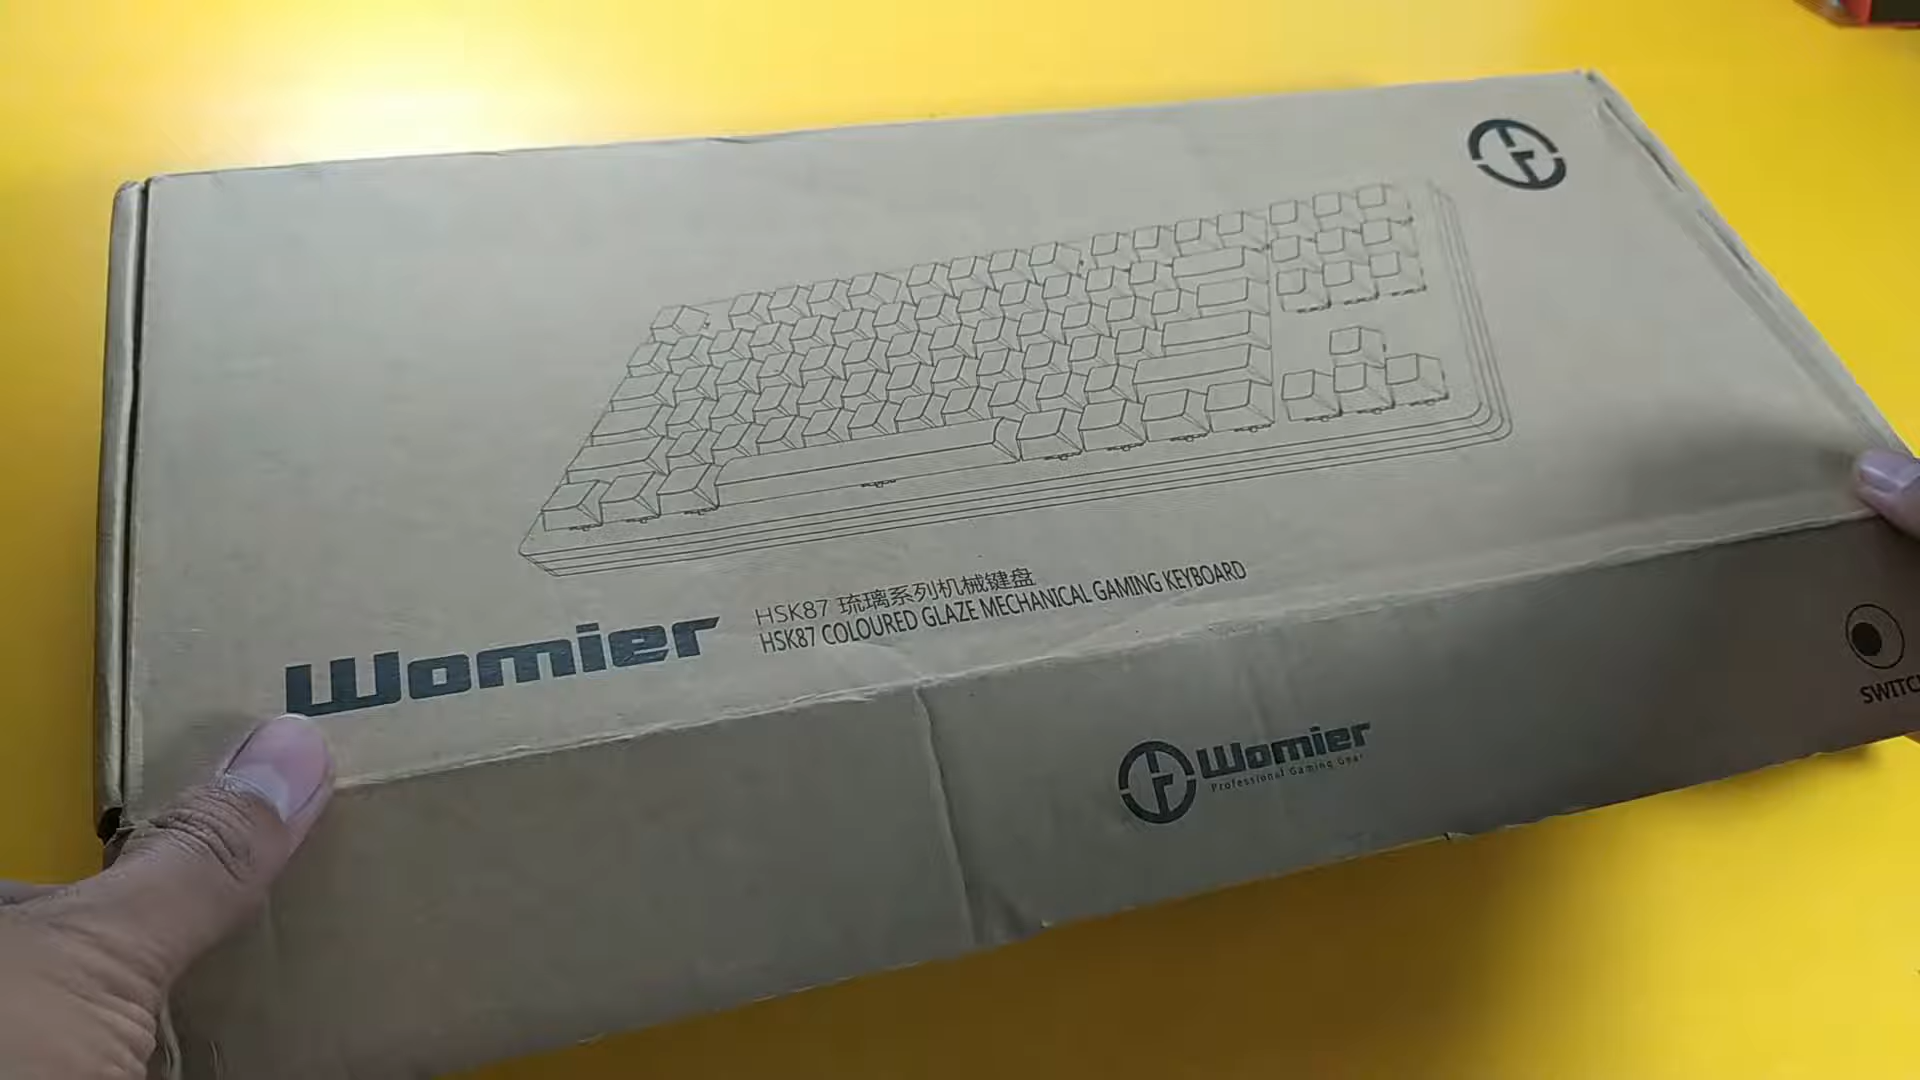 HSK87 琉璃系列机械键盘
HSK87 COLOURED GLAZE MECHANICAL GAMING KEYBOARD
Womier
Womier
Professional Gaming Gear